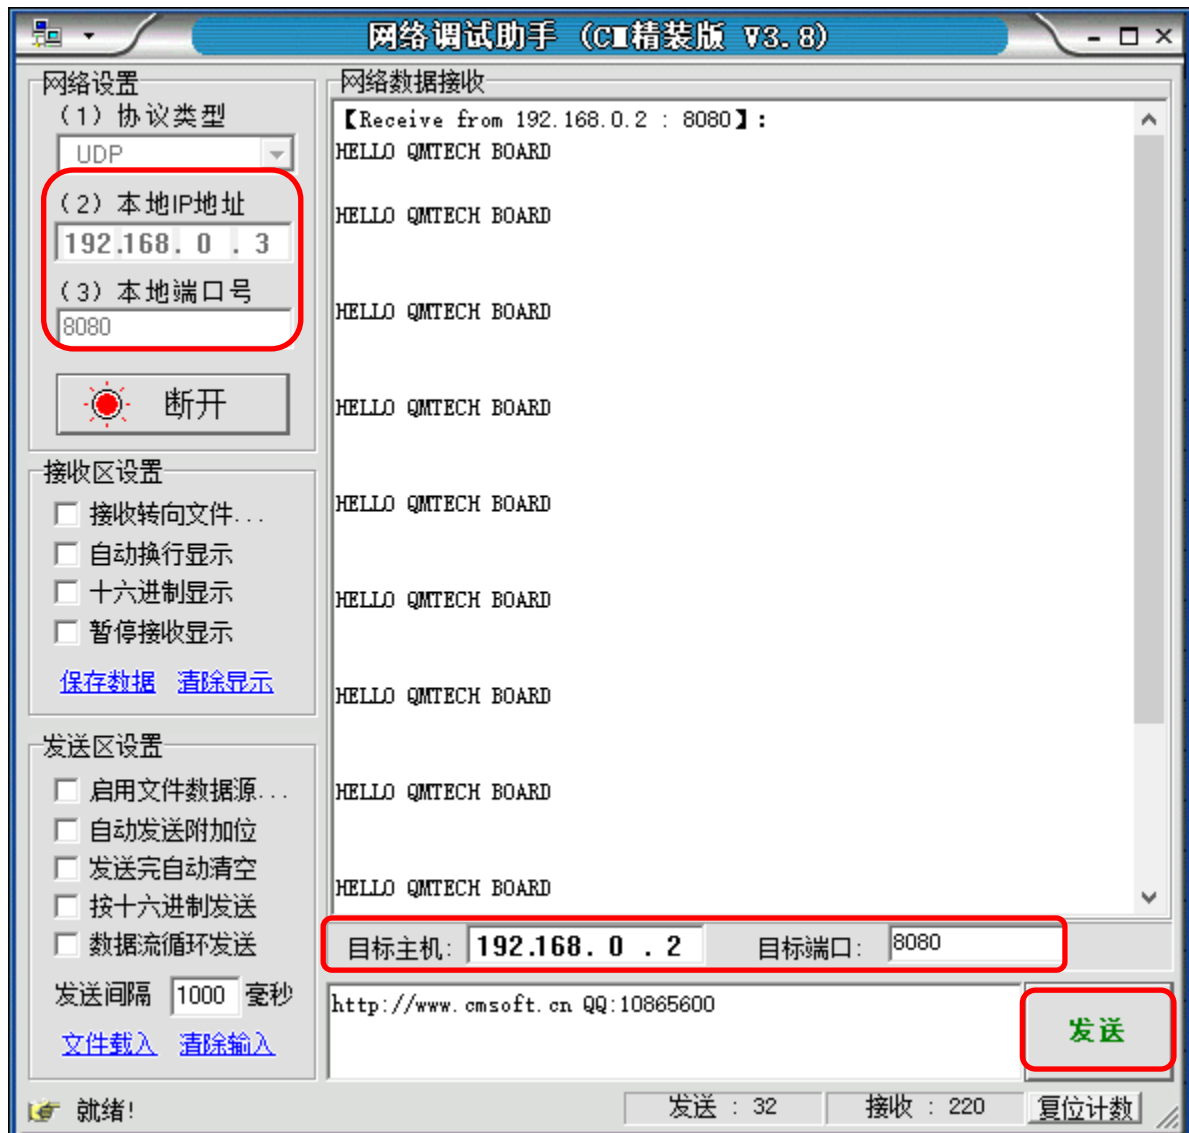 网络调试助手 (CM精装版 V3.8)
网络设置
(1) 协议类型
UDP
(2) 本地IP地址
192.168. 0 . 3
(3) 本地端口号
8080
断开
接收区设置
接收转向文件...
自动换行显示
十六进制显示
暂停接收显示
保存数据 清除显示
发送区设置
启用文件数据源...
自动发送附加位
发送完自动清空
按十六进制发送
数据流循环发送
发送间隔 1000 毫秒
文件载入 清除输入
网络数据接收
【Receive from 192.168.0.2 : 8080】:
HELLO QMTECH BOARD
HELLO QMTECH BOARD
HELLO QMTECH BOARD
HELLO QMTECH BOARD
HELLO QMTECH BOARD
HELLO QMTECH BOARD
HELLO QMTECH BOARD
HELLO QMTECH BOARD
HELLO QMTECH BOARD
目标主机: 192.168. 0 . 2 目标端口: 8080
http://www.cmsoft.cn QQ:10865600
发送
就绪! 发送 : 32 接收 : 220 复位计数